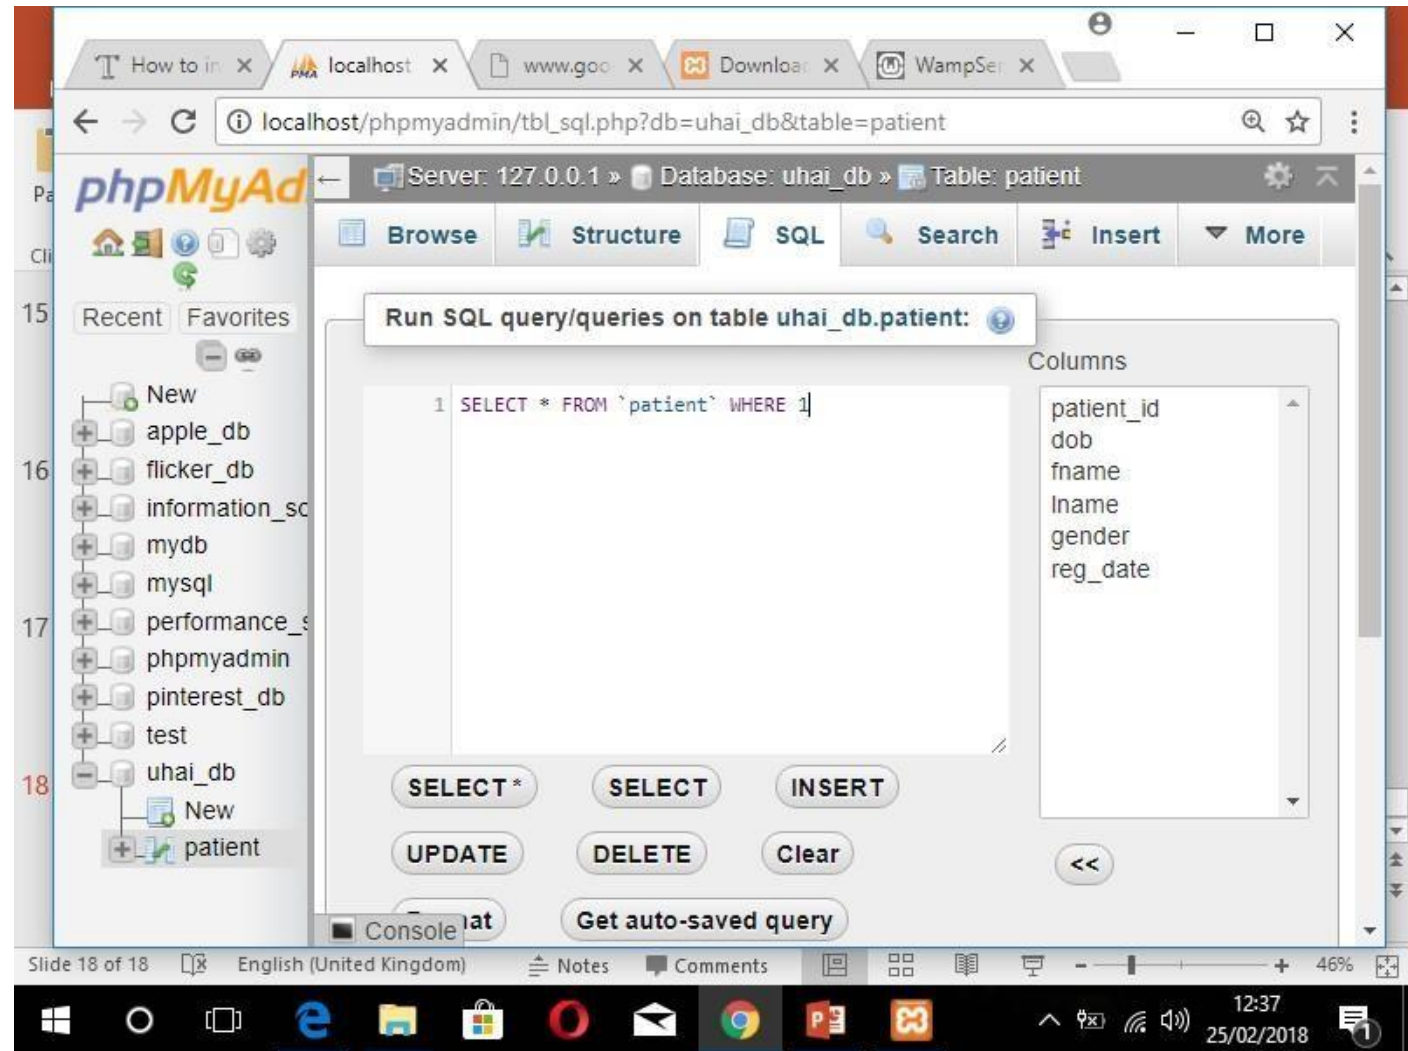 How to in
localhost
www.goo
Downloa
WampSer
localhost/phpmyadmin/tbl_sql.php?db=uhai_db&table=patient
Pa
phpMyAd
Server: 127.0.0.1 » Database: uhai_db » Table: patient
Cli
Browse
Structure
SQL
Search
Insert
More
15
Recent
Favorites
Run SQL query/queries on table uhai_db.patient:
Columns
New
apple_db
16
flicker_db
information_sc
mydb
mysql
17
performance_s
phpmyadmin
pinterest_db
test
18
uhai_db
New
patient
1 SELECT * FROM `patient` WHERE 1
patient_id
dob
fname
lname
gender
reg_date
SELECT *
SELECT
INSERT
UPDATE
DELETE
Clear
<<
Console
at
Get auto-saved query
Slide 18 of 18
English (United Kingdom)
Notes
Comments
46%
12:37
25/02/2018
1